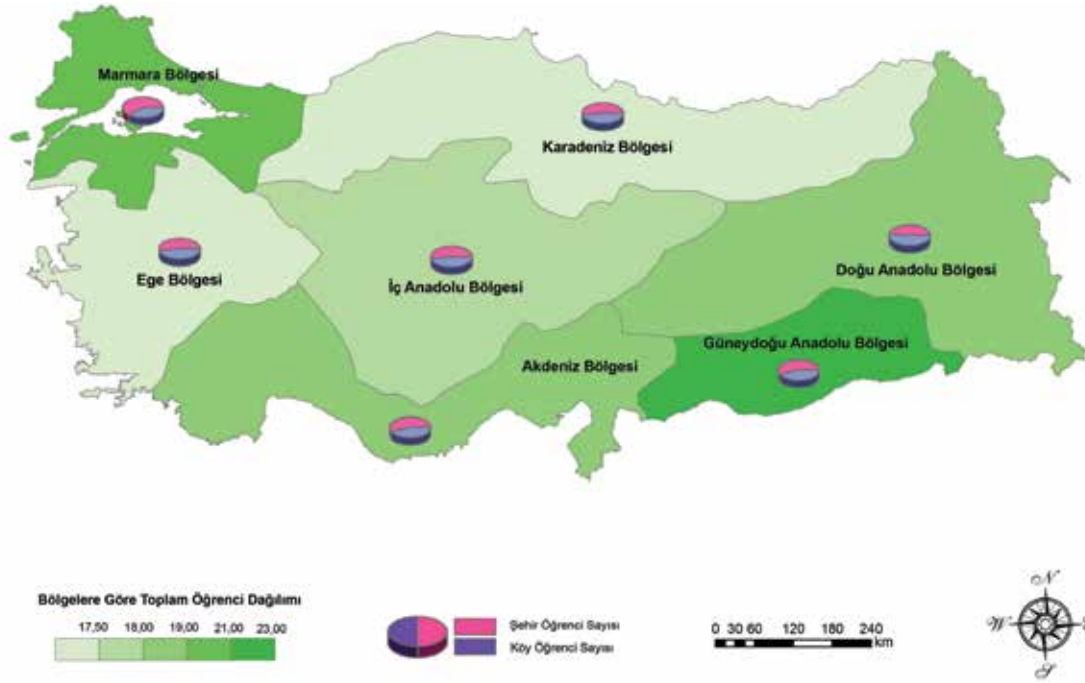 Marmara Bölgesi
Karadeniz Bölgesi
Ege Bölgesi
İç Anadolu Bölgesi
Doğu Anadolu Bölgesi
Güneydoğu Anadolu Bölgesi
Akdeniz Bölgesi
Bölgelere Göre Toplam Öğrenci Dağılımı
17,50 18,00 19,00 21,00 23,00
Şehir Öğrenci Sayısı
Köy Öğrenci Sayısı
0 30 60 120 180 240
km
N
W
S